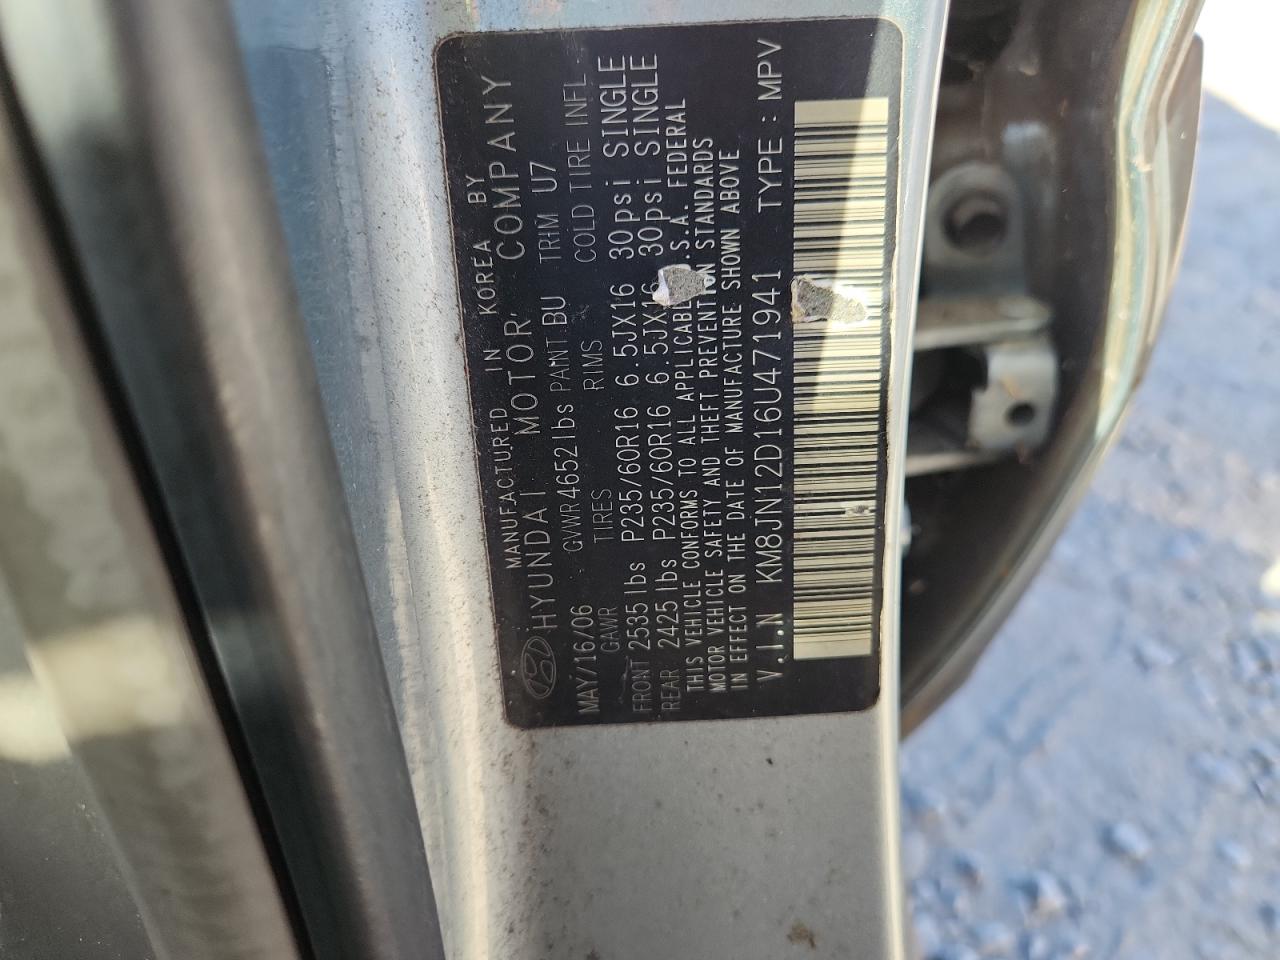 MANUFACTURED IN KOREA BY
HYUNDAI MOTOR COMPANY
MAY/16/06 GVWR 4652 lbs PAINT BU TRIM U7
GAWR TIRES RIMS COLD TIRE INFL
FRONT 2535 lbs P235/60R16 6.5JX16 30psi SINGLE
REAR 2425 lbs P235/60R16 6.5JX16 30psi SINGLE
THIS VEHICLE CONFORMS TO ALL APPLICABLE .S.A. FEDERAL
MOTOR VEHICLE SAFETY AND THEFT PREVENTION STANDARDS
IN EFFECT ON THE DATE OF MANUFACTURE SHOWN ABOVE
V.I.N KM8JN12D16U471941 TYPE : MPV